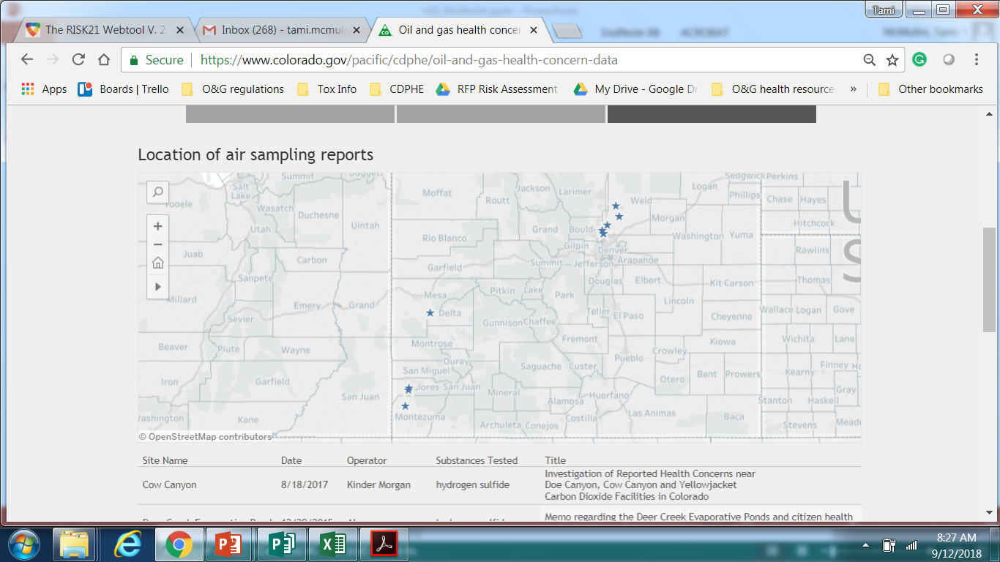 Tami
The RISK21 Webtool V. 2
Inbox (268) - tami.mcmul
Oil and gas health concer
EndNote X8
ACROBAT
McMullin, Tami
Secure
https://www.colorado.gov/pacific/cdphe/oil-and-gas-health-concern-data
Apps
Boards | Trello
O&G regulations
Tox Info
CDPHE
RFP Risk Assessment
My Drive - Google Dr
O&G health resource
»
Other bookmarks
Location of air sampling reports
Summit
Daggett
Moffat
Jackson
Larimer
Sedgwick
Perkins
Salt
Lake
Tooele
Wasatch
Duchesne
Uintah
Routt
Weld
Logan
Phillips
Chase
Hayes
Utah
Rio Blanco
Grand
Bould
Morgan
Hitchcock
Washington
Yuma
Gilpin
Denver
Juab
Carbon
Garfield
Summit
Jefferson
Arapahoe
Rawlins
Sanpete
Pitkin
Lake
Park
Douglas
Elbert
Kit Carson
Thomas
Millard
Emery
Grand
Mesa
Delta
Gunnison
Chaffee
Teller
El Paso
Lincoln
Cheyenne
Wallace
Logan
Gove
Sevier
Beaver
Piute
Wayne
Montrose
Fremont
Pueblo
Crowley
Kiowa
Wichita
Lane
Ouray
San Miguel
Saguache
Custer
Otero
Bent
Prowers
Kearny
Finney
Ho
Iron
Garfield
San Juan
Dolores
San Juan
Mineral
Alamosa
Huerfano
Gray
Washington
Kane
Montezuma
Archuleta
Conejos
Costilla
Las Animas
Baca
Stanton
Haskell
Stevens
Meade
U
S
© OpenStreetMap contributors
Site Name Date Operator Substances Tested Title
Cow Canyon 8/18/2017 Kinder Morgan hydrogen sulfide Investigation of Reported Health Concerns near
Doe Canyon, Cow Canyon and Yellowjacket
Carbon Dioxide Facilities in Colorado
Memo regarding the Deer Creek Evaporative Ponds and citizen health
8:27 AM
9/12/2018